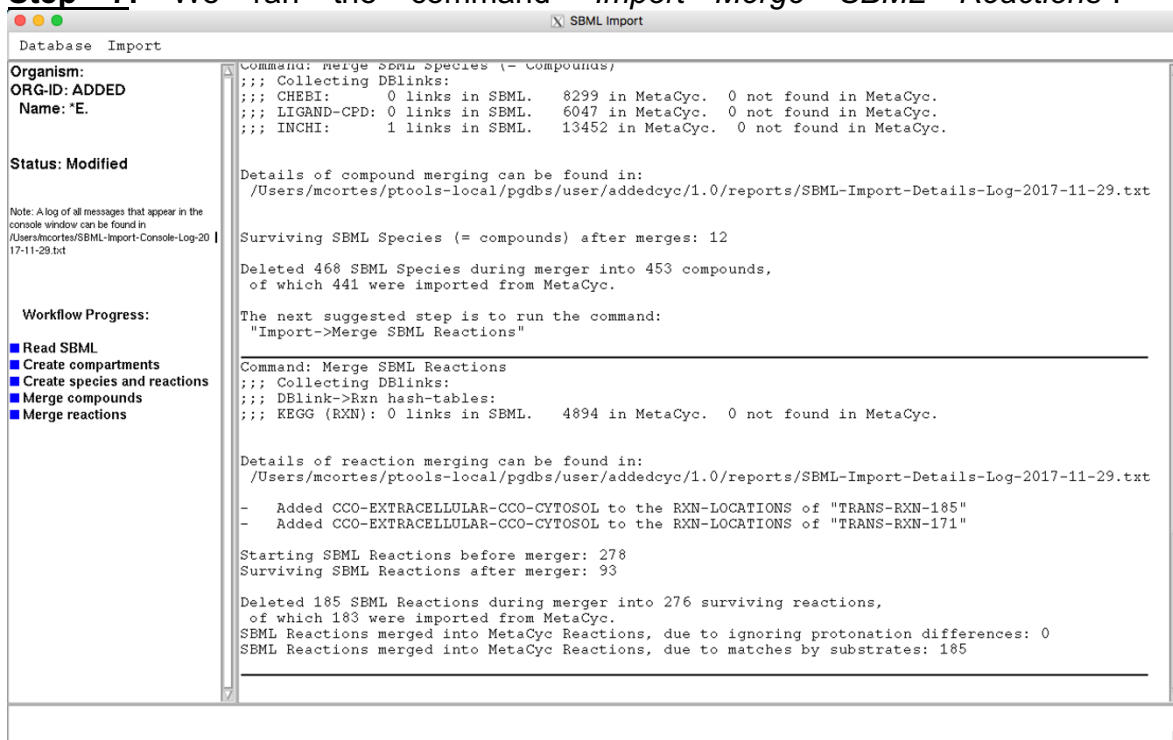 Step 7: We ran the command "Import Merge SBML Reactions".
SBML Import
Database Import
Organism:
ORG-ID: ADDED
Name: *E.
Status: Modified
Note: A log of all messages that appear in the
console window can be found in
/Users/mcortes/SBML-Import-Console-Log-20
17-11-29.txt
Workflow Progress:
Read SBML
Create compartments
Create species and reactions
Merge compounds
Merge reactions
Command: Merge SBML Species (= Compounds)
;;; Collecting DBlinks:
;;; CHEBI: 0 links in SBML. 8299 in MetaCyc. 0 not found in MetaCyc.
;;; LIGAND-CPD: 0 links in SBML. 6047 in MetaCyc. 0 not found in MetaCyc.
;;; INCHI: 1 links in SBML. 13452 in MetaCyc. 0 not found in MetaCyc.
Details of compound merging can be found in:
/Users/mcortes/ptools-local/pgdbs/user/addedcyc/1.0/reports/SBML-Import-Details-Log-2017-11-29.txt
Surviving SBML Species (= compounds) after merges: 12
Deleted 468 SBML Species during merger into 453 compounds,
of which 441 were imported from MetaCyc.
The next suggested step is to run the command:
"Import->Merge SBML Reactions"
Command: Merge SBML Reactions
;;; Collecting DBlinks:
;;; DBlink->Rxn hash-tables:
;;; KEGG (RXN): 0 links in SBML. 4894 in MetaCyc. 0 not found in MetaCyc.
Details of reaction merging can be found in:
/Users/mcortes/ptools-local/pgdbs/user/addedcyc/1.0/reports/SBML-Import-Details-Log-2017-11-29.txt
- Added CCO-EXTRACELLULAR-CCO-CYTOSOL to the RXN-LOCATIONS of "TRANS-RXN-185"
- Added CCO-EXTRACELLULAR-CCO-CYTOSOL to the RXN-LOCATIONS of "TRANS-RXN-171"
Starting SBML Reactions before merger: 278
Surviving SBML Reactions after merger: 93
Deleted 185 SBML Reactions during merger into 276 surviving reactions,
of which 183 were imported from MetaCyc.
SBML Reactions merged into MetaCyc Reactions, due to ignoring protonation differences: 0
SBML Reactions merged into MetaCyc Reactions, due to matches by substrates: 185